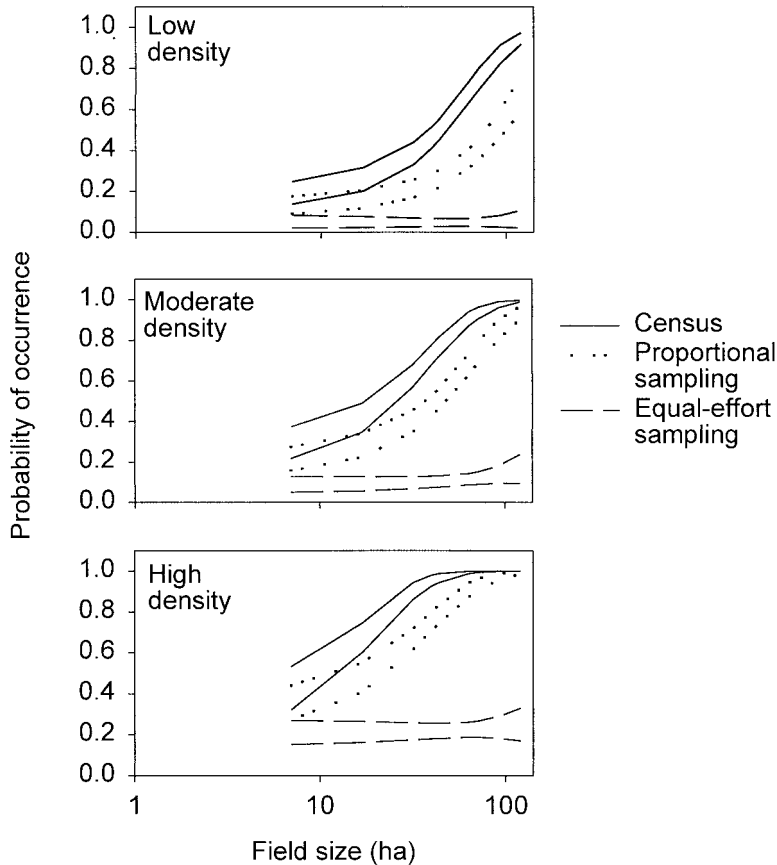 Low
density
1.0
0.8
0.6
0.4
0.2
0.0
Moderate
density
1.0
0.8
0.6
0.4
0.2
0.0
High
density
1.0
0.8
0.6
0.4
0.2
0.0
Probability of occurrence
1
10
100
Field size (ha)
Census
Proportional
sampling
Equal-effort
sampling